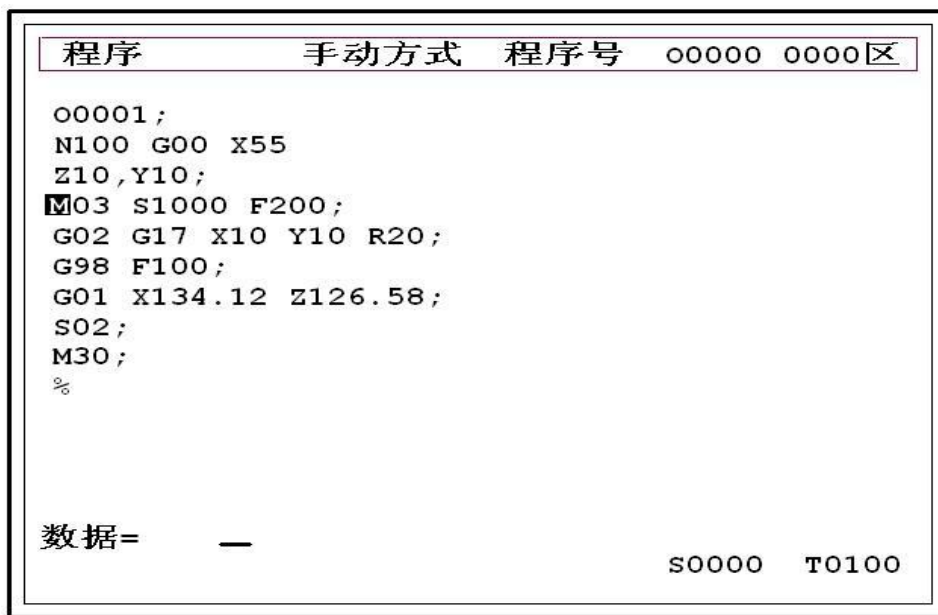 程序 手动方式 程序号 O0000 0000区
O0001;
N100 G00 X55
Z10,Y10;
M03 S1000 F200;
G02 G17 X10 Y10 R20;
G98 F100;
G01 X134.12 Z126.58;
S02;
M30;
%
数据= _
S0000 T0100